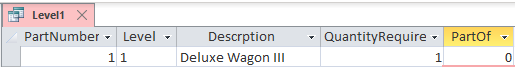 Level1
PartNumber Level Descrption QuantityRequire PartOf
1 1 Deluxe Wagon III 1 0